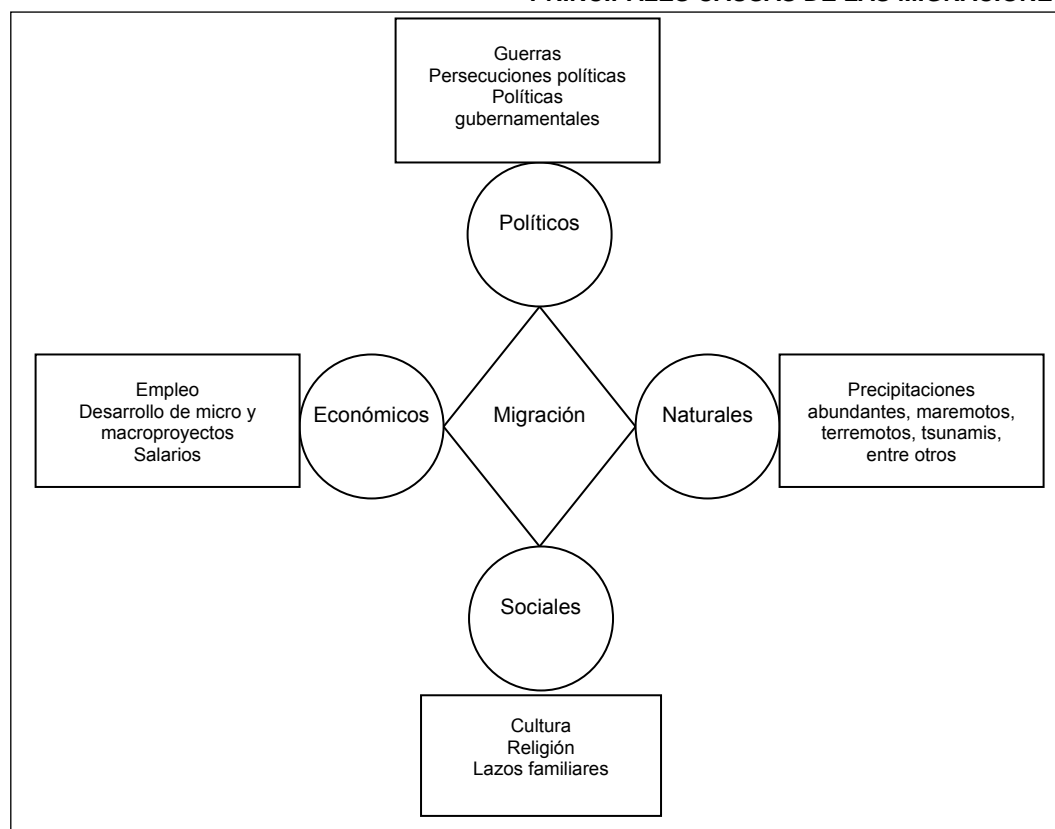 Guerras
Persecuciones políticas
Políticas
gubernamentales
Políticos
Empleo
Desarrollo de micro y
macroproyectos
Salarios
Económicos
Migración
Naturales
Precipitaciones
abundantes, maremotos,
terremotos, tsunamis,
entre otros
Sociales
Cultura
Religión
Lazos familiares